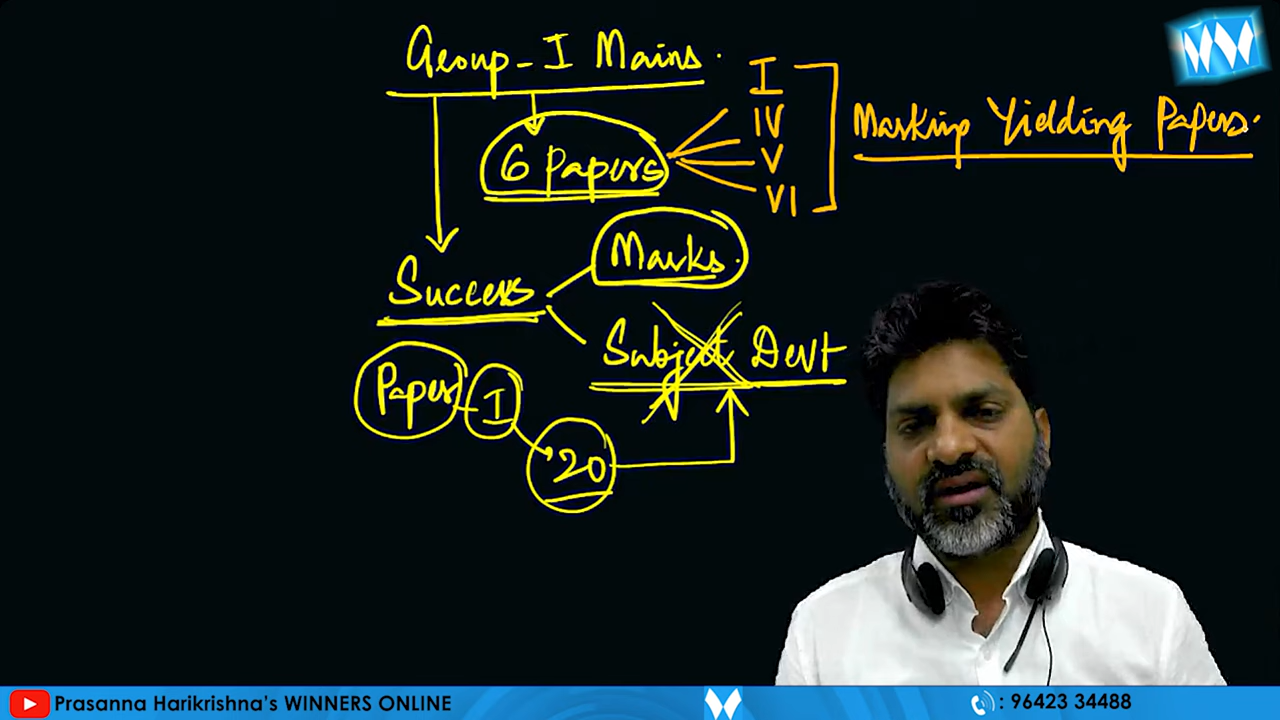 Group - I Mains.
I
IV
V
VI
Marking Yielding Papers.
6 Papers
Success
Marks.
Subject Devt
Paper - I
20
W
Prasanna Harikrishna's WINNERS ONLINE
: 96423 34488